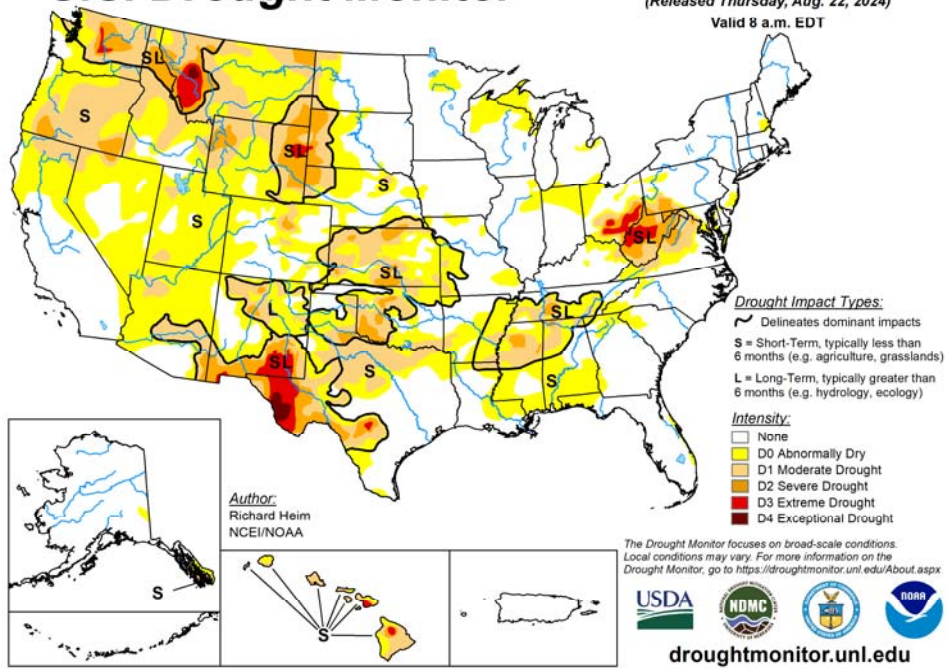 U.S. Drought Monitor
(Released Thursday, Aug. 22, 2024)
Valid 8 a.m. EDT
SL
S
SL
S
S
SL
L
SL
SL
S
SL
S
SL
Drought Impact Types:
Delineates dominant impacts
S = Short-Term, typically less than
6 months (e.g. agriculture, grasslands)
L = Long-Term, typically greater than
6 months (e.g. hydrology, ecology)
Intensity:
None
D0 Abnormally Dry
D1 Moderate Drought
D2 Severe Drought
D3 Extreme Drought
D4 Exceptional Drought
Author:
Richard Heim
NCEI/NOAA
S
S
The Drought Monitor focuses on broad-scale conditions.
Local conditions may vary. For more information on the
Drought Monitor, go to https://droughtmonitor.unl.edu/About.aspx
USDA
NDMC
NOAA
droughtmonitor.unl.edu